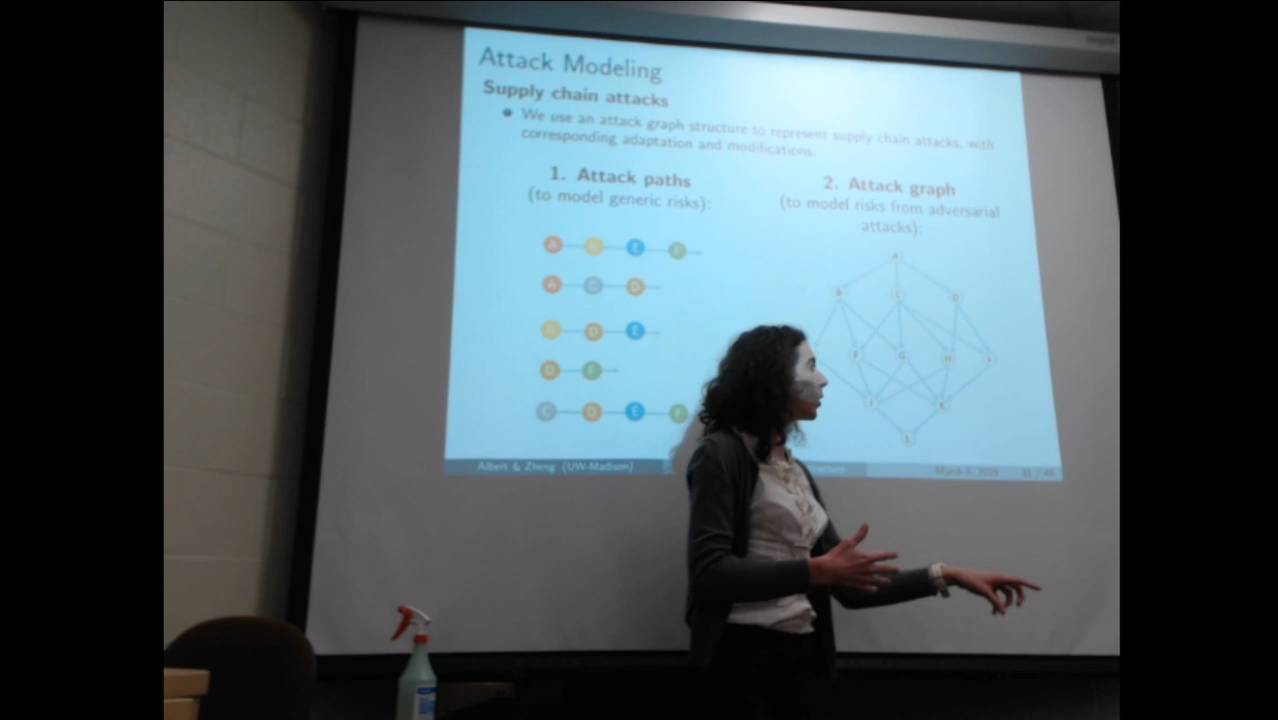 Attack Modeling
Supply chain attacks
We use an attack graph structure to represent supply chain attacks, with
corresponding adaptation and modifications.
1. Attack paths
(to model generic risks):
A E F
A C D
D E
D F
C D E F
2. Attack graph
(to model risks from adversarial
attacks):
A
B C D
F G H
J K
L
Albert & Zheng (UW-Madison)
structure
March 6, 2019